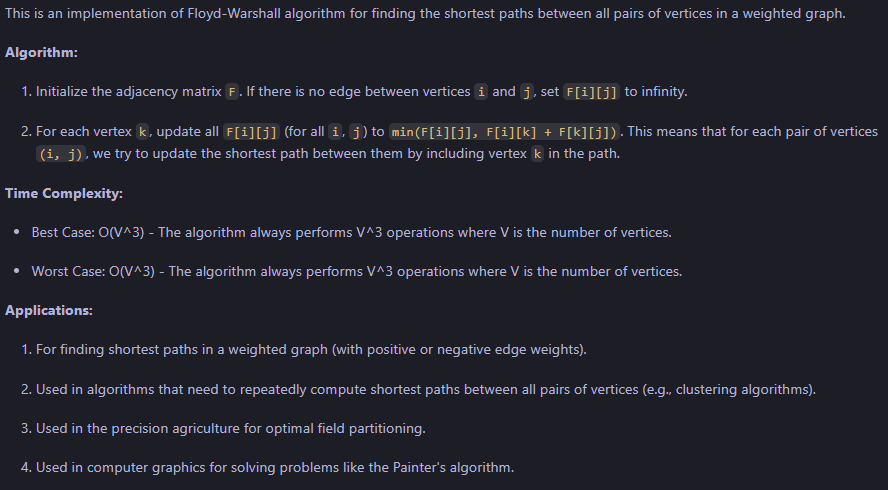 This is an implementation of Floyd-Warshall algorithm for finding the shortest paths between all pairs of vertices in a weighted graph.
Algorithm:
1. Initialize the adjacency matrix F. If there is no edge between vertices i and j, set F[i][j] to infinity.
2. For each vertex k, update all F[i][j] (for all i, j) to min(F[i][j], F[i][k] + F[k][j]). This means that for each pair of vertices
(i, j), we try to update the shortest path between them by including vertex k in the path.
Time Complexity:
• Best Case: O(V^3) - The algorithm always performs V^3 operations where V is the number of vertices.
• Worst Case: O(V^3) - The algorithm always performs V^3 operations where V is the number of vertices.
Applications:
1. For finding shortest paths in a weighted graph (with positive or negative edge weights).
2. Used in algorithms that need to repeatedly compute shortest paths between all pairs of vertices (e.g., clustering algorithms).
3. Used in the precision agriculture for optimal field partitioning.
4. Used in computer graphics for solving problems like the Painter's algorithm.